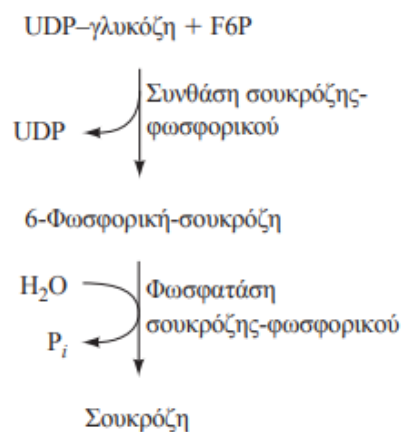 UDP–γλυκόζη + F6P
Συνθάση σουκρόζης-
UDP
φωσφορικού
6-Φωσφορική-σουκρόζη
H₂O
Φωσφατάση
σουκρόζης-φωσφορικού
Pᵢ
Σουκρόζη